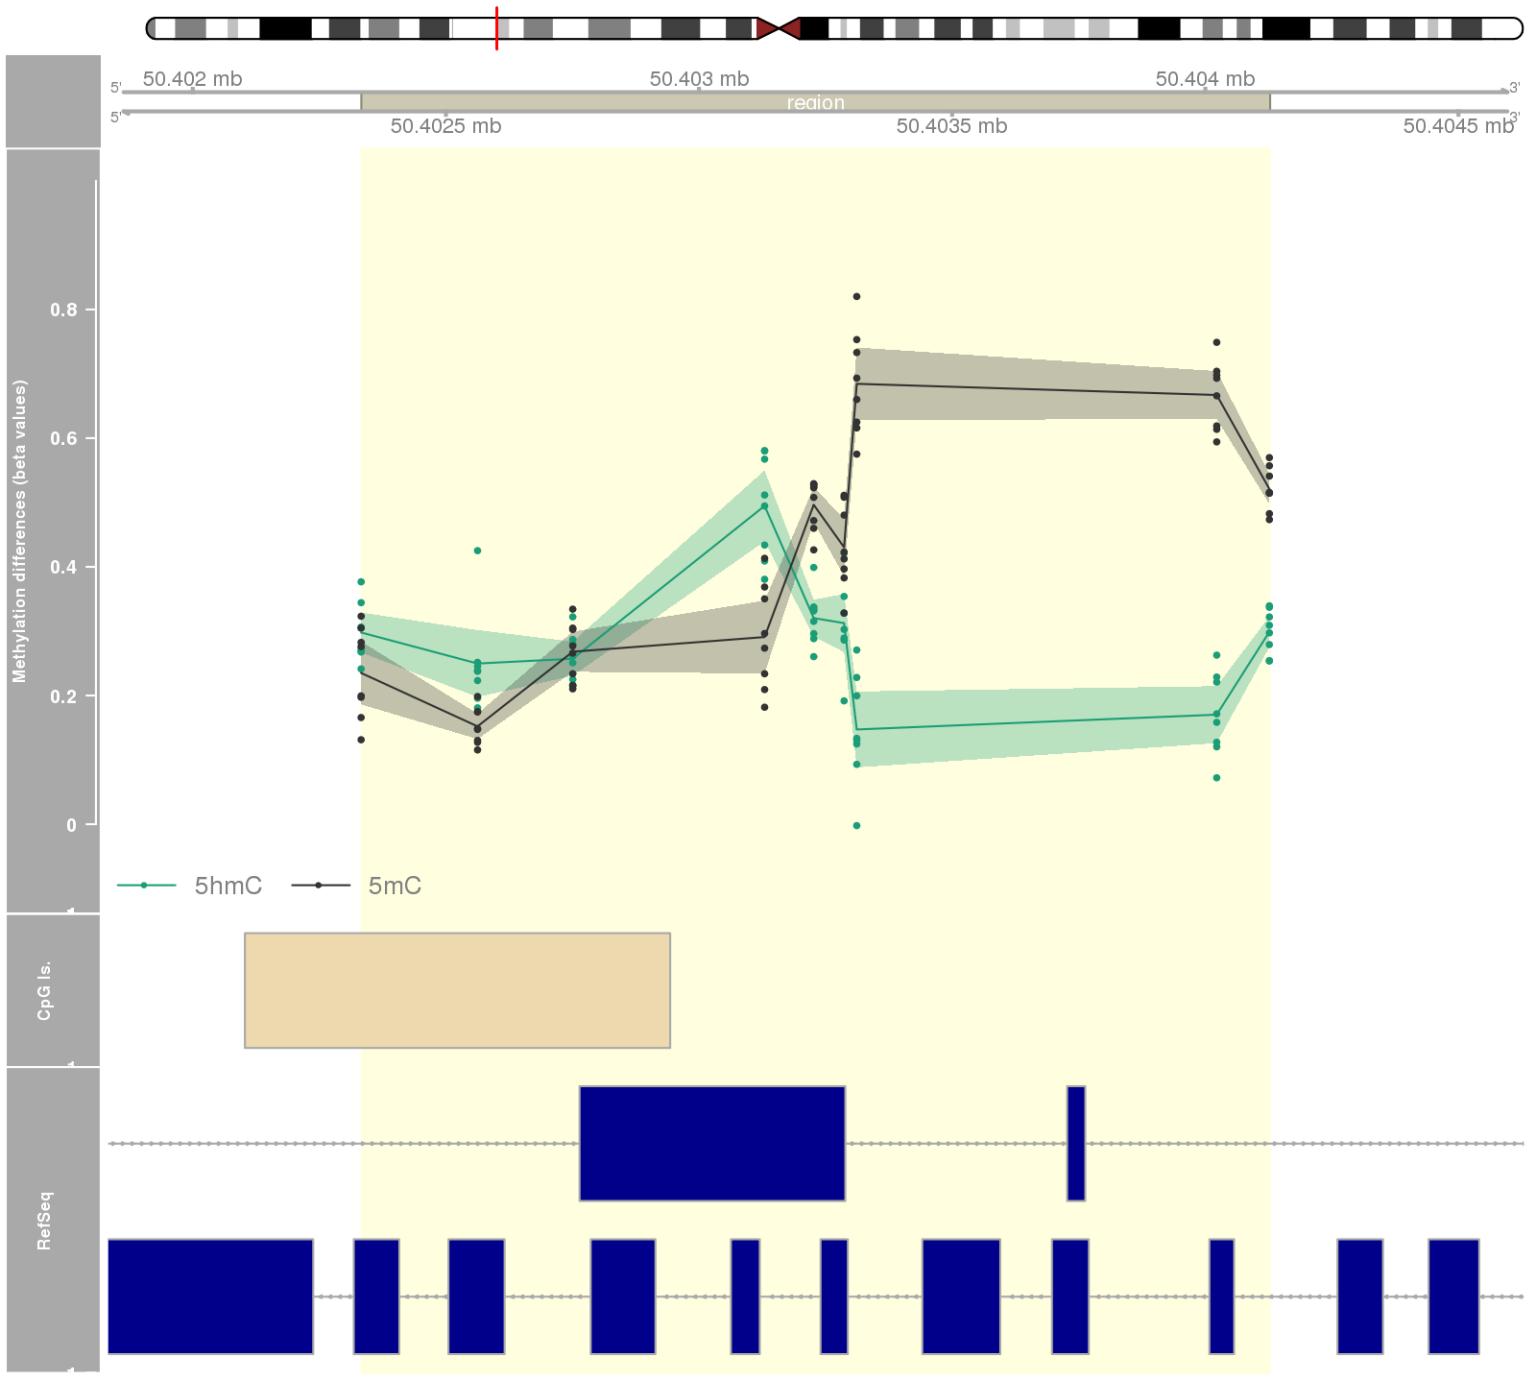 50.402 mb
50.403 mb
50.404 mb
5'
3'
region
5'
3'
50.4025 mb
50.4035 mb
50.4045 mb
Methylation differences (beta values)
0.8
0.6
0.4
0.2
0
5hmC
5mC
CpG Is.
RefSeq